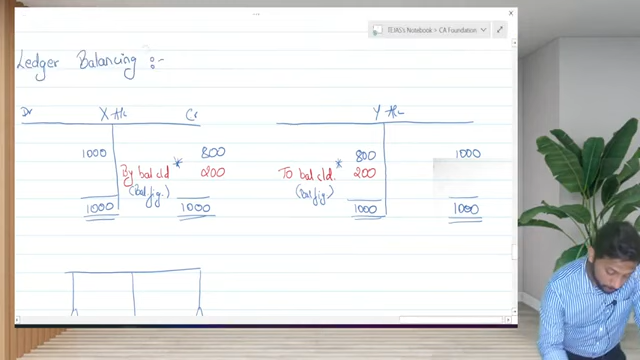 TEJAS's Notebook > CA Foundation
Ledger Balancing :-
Dr X A/c Cr
1000 800
By bal c/d * 200
(Bal fig.)
1000 1000
Y A/c
800 1000
To bal c/d. * 200
(Bal fig.)
1000 1000